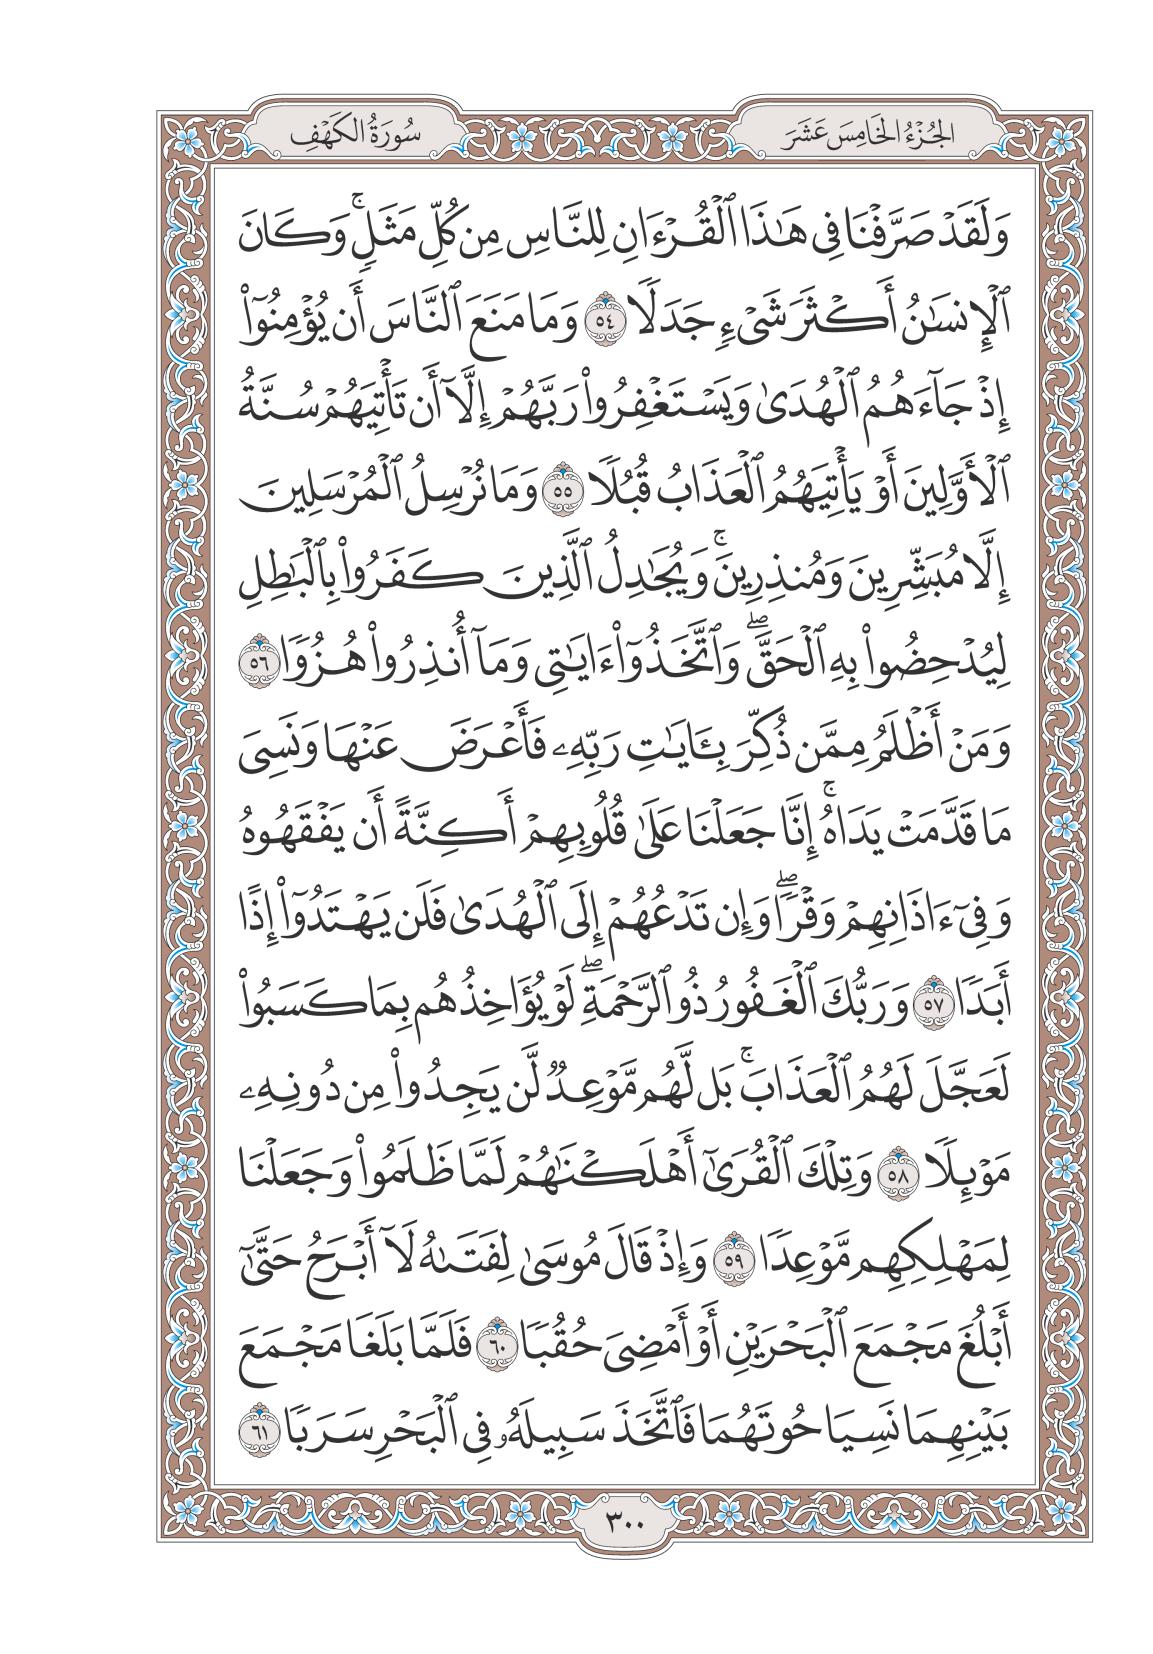 الجُزْءُ الخَامِسَ عَشَرَ
سُورَةُ الكَهْفِ
وَلَقَدْ صَرَّفْنَا فِى هَٰذَا ٱلْقُرْءَانِ لِلنَّاسِ مِن كُلِّ مَثَلٍۢ ۚ وَكَانَ
ٱلْإِنسَٰنُ أَكْثَرَ شَىْءٍۢ جَدَلًۭا ٥٤ وَمَا مَنَعَ ٱلنَّاسَ أَن يُؤْمِنُوٓا۟
إِذْ جَآءَهُمُ ٱلْهُدَىٰ وَيَسْتَغْفِرُوا۟ رَبَّهُمْ إِلَّآ أَن تَأْتِيَهُمْ سُنَّةُ
ٱلْأَوَّلِينَ أَوْ يَأْتِيَهُمُ ٱلْعَذَابُ قُبُلًۭا ٥٥ وَمَا نُرْسِلُ ٱلْمُرْسَلِينَ
إِلَّا مُبَشِّرِينَ وَمُنذِرِينَ ۚ وَيُجَٰدِلُ ٱلَّذِينَ كَفَرُوا۟ بِٱلْبَٰطِلِ
لِيُدْحِضُوا۟ بِهِ ٱلْحَقَّ ۖ وَٱتَّخَذُوٓا۟ ءَايَٰتِى وَمَآ أُنذِرُوا۟ هُزُوًۭا ٥٦
وَمَنْ أَظْلَمُ مِمَّن ذُكِّرَ بِـَٔايَٰتِ رَبِّهِۦ فَأَعْرَضَ عَنْهَا وَنَسِىَ
مَا قَدَّمَتْ يَدَاهُ ۚ إِنَّا جَعَلْنَا عَلَىٰ قُلُوبِهِمْ أَكِنَّةً أَن يَفْقَهُوهُ
وَفِىٓ ءَاذَانِهِمْ وَقْرًۭا ۖ وَإِن تَدْعُهُمْ إِلَى ٱلْهُدَىٰ فَلَن يَهْتَدُوٓا۟ إِذًا
أَبَدًۭا ٥٧ وَرَبُّكَ ٱلْغَفُورُ ذُو ٱلرَّحْمَةِ ۖ لَوْ يُؤَاخِذُهُم بِمَا كَسَبُوا۟
لَعَجَّلَ لَهُمُ ٱلْعَذَابَ ۚ بَل لَّهُم مَّوْعِدٌۭ لَّن يَجِدُوا۟ مِن دُونِهِۦ
مَوْئِلًۭا ٥٨ وَتِلْكَ ٱلْقُرَىٰٓ أَهْلَكْنَٰهُمْ لَمَّا ظَلَمُوا۟ وَجَعَلْنَا
لِمَهْلِكِهِم مَّوْعِدًۭا ٥٩ وَإِذْ قَالَ مُوسَىٰ لِفَتَىٰهُ لَآ أَبْرَحُ حَتَّىٰٓ
أَبْلُغَ مَجْمَعَ ٱلْبَحْرَيْنِ أَوْ أَمْضِىَ حُقُبًۭا ٦٠ فَلَمَّا بَلَغَا مَجْمَعَ
بَيْنِهِمَا نَسِيَا حُوتَهُمَا فَٱتَّخَذَ سَبِيلَهُۥ فِى ٱلْبَحْرِ سَرَبًۭا ٦١
٣٠٠